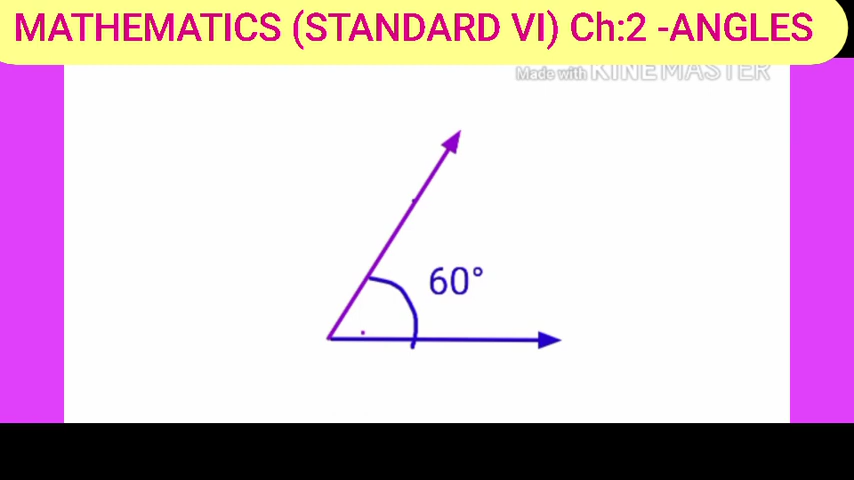 MATHEMATICS (STANDARD VI) Ch:2 -ANGLES
Made with KINEMASTER
60°